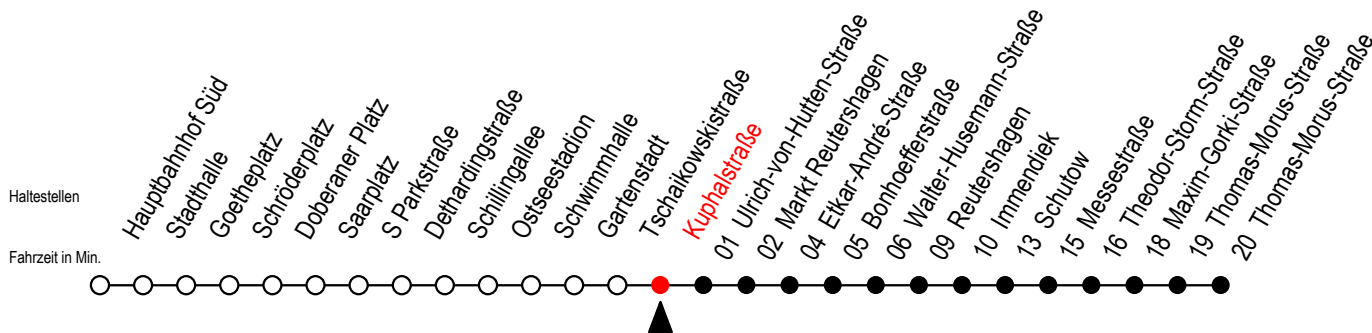 Haltestellen
Hauptbahnhof Süd
Stadthalle
Goetheplatz
Schröderplatz
Doberaner Platz
Saarplatz
S Parkstraße
Dethardingstraße
Schillingallee
Ostseestadion
Schwimmhalle
Gartenstadt
Tschaikowskistraße
Kuphalstraße
01 Ulrich-von-Hutten-Straße
02 Markt Reutershagen
04 Etkar-André-Straße
05 Bonhoefferstraße
06 Walter-Husemann-Straße
09 Reutershagen
10 Immendiek
13 Schutow
15 Messestraße
16 Theodor-Storm-Straße
18 Maxim-Gorki-Straße
19 Thomas-Morus-Straße
20 Thomas-Morus-Straße
Fahrzeit in Min.